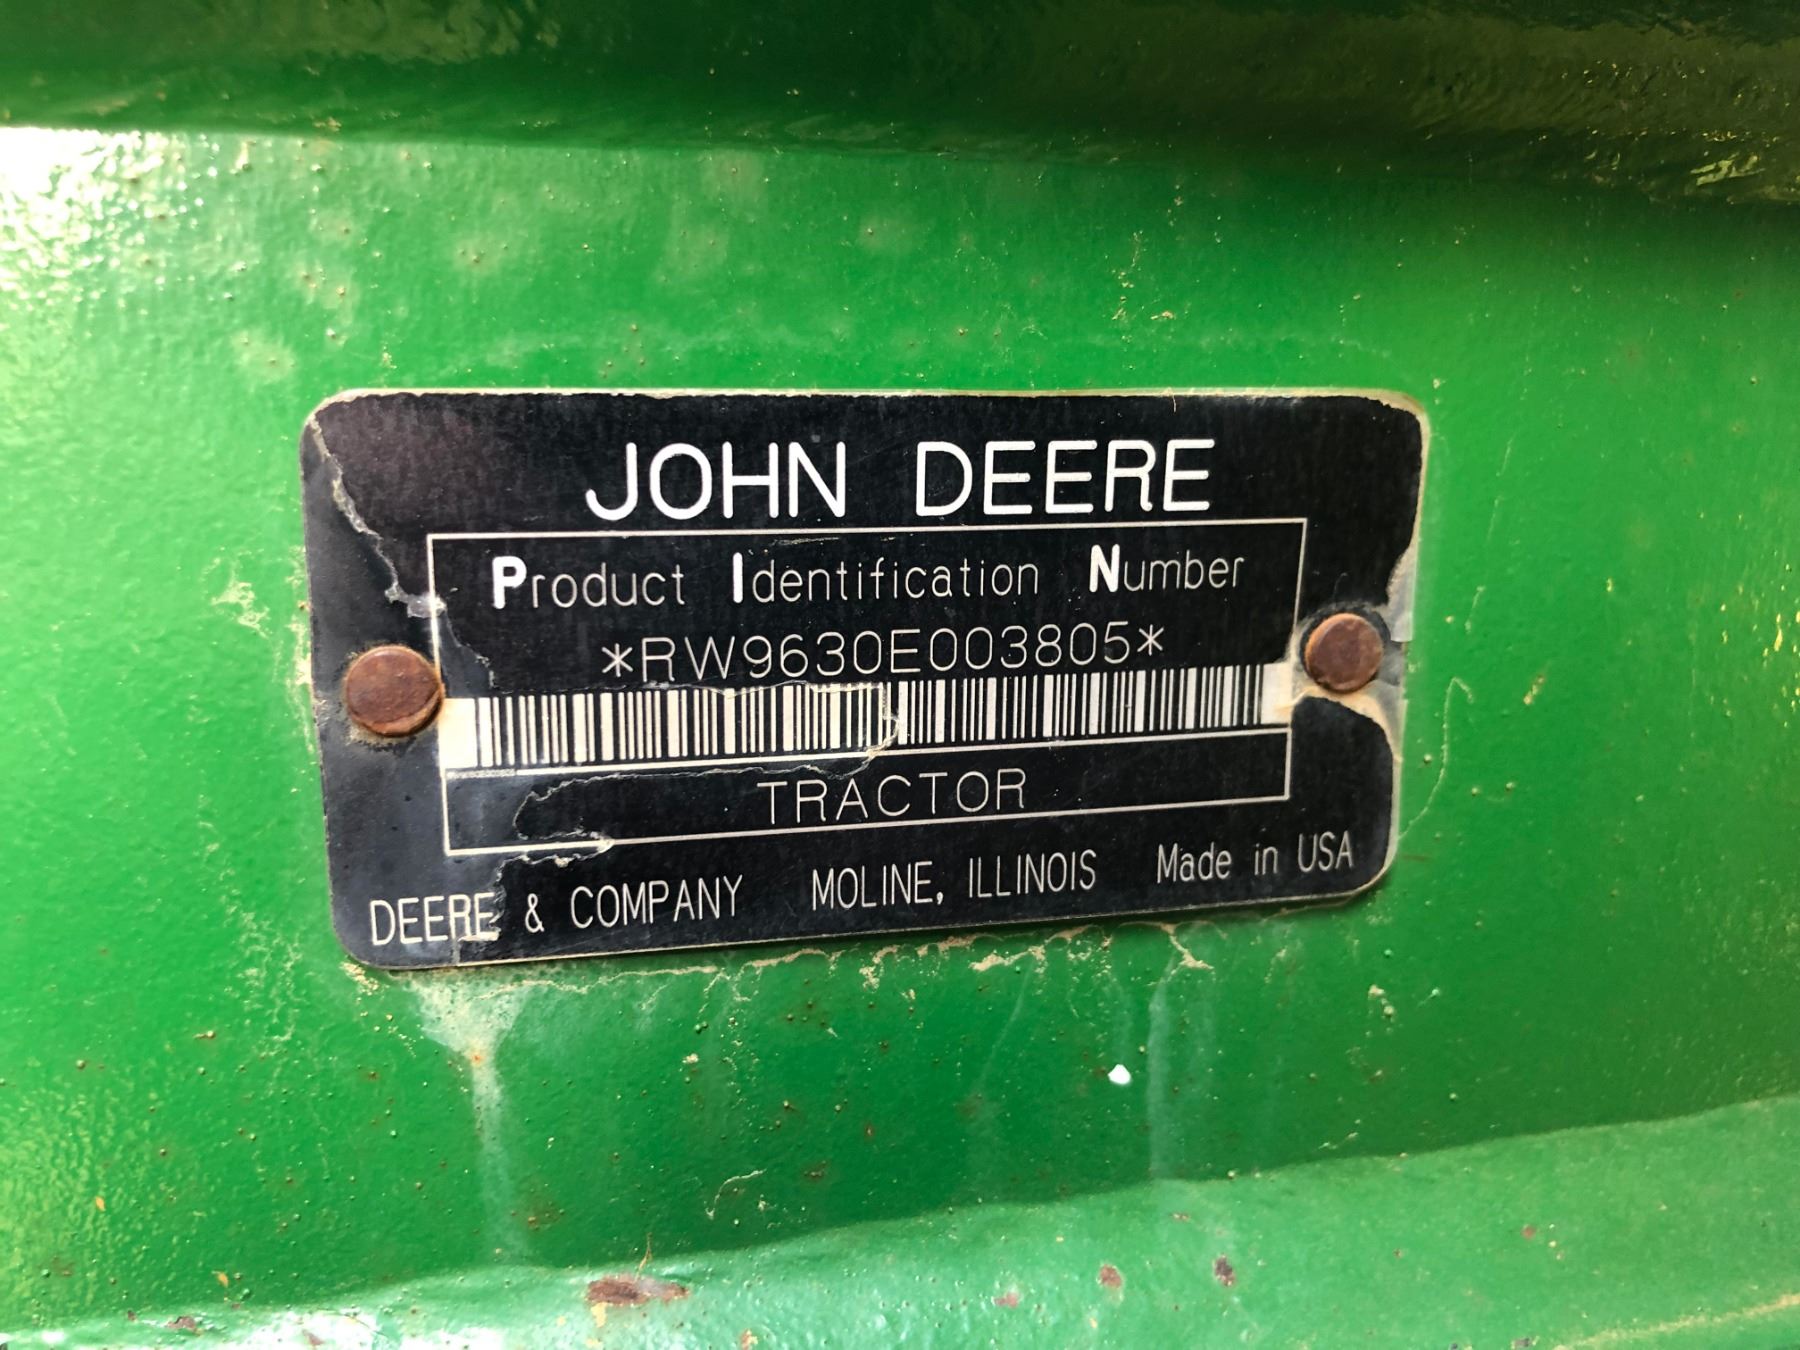 JOHN DEERE
Product Identification Number
*RW9630E003805*
TRACTOR
DEERE & COMPANY MOLINE, ILLINOIS Made in USA